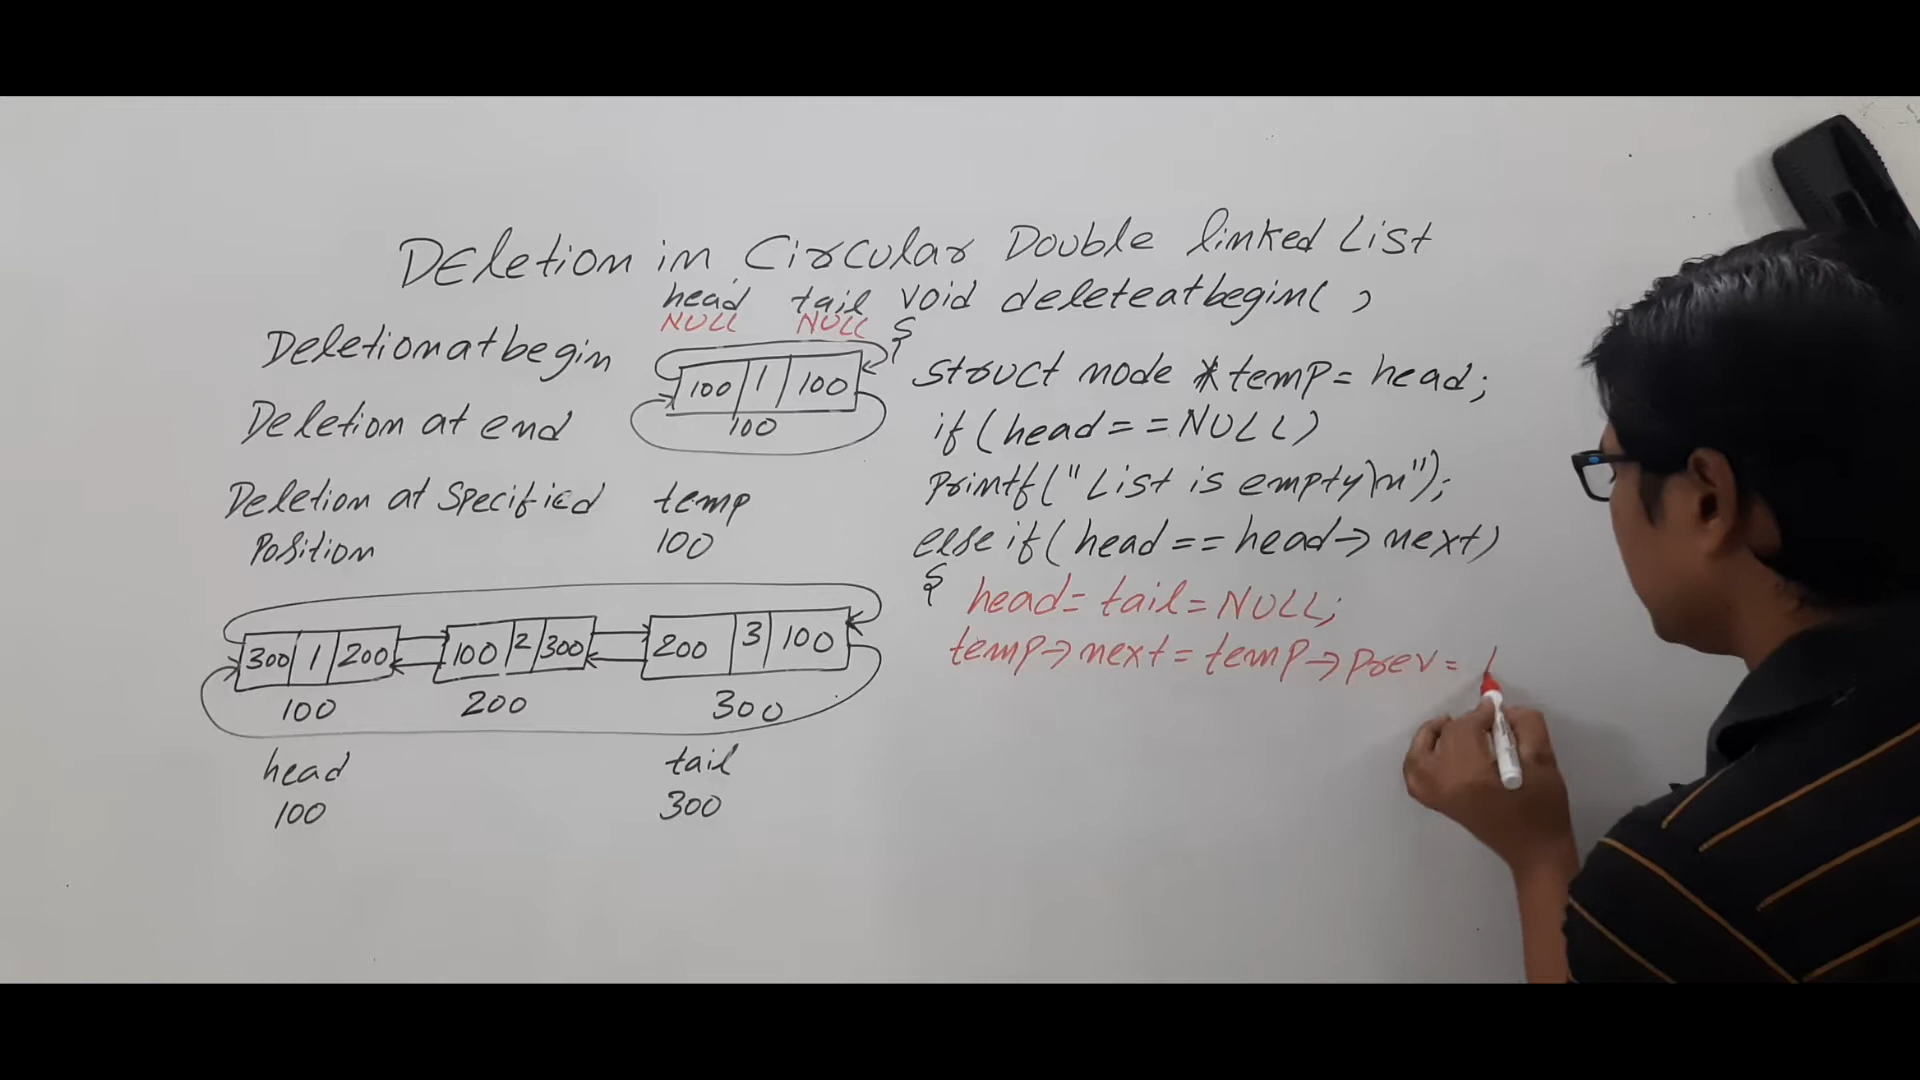 Deletion in Circular Double linked List
head tail
NULL NULL
Deletionatbegin
Deletion at end
Deletion at Specified
Position
100 1 100
100
temp
100
300 1 200 100 2 300 200 3 100
100 200 300
head tail
100 300
void deleteatbegin( )
{
struct node *temp = head;
if (head == NULL)
printf("List is empty\n");
else if (head == head-> next)
{ head = tail = NULL;
temp-> next = temp-> prev =